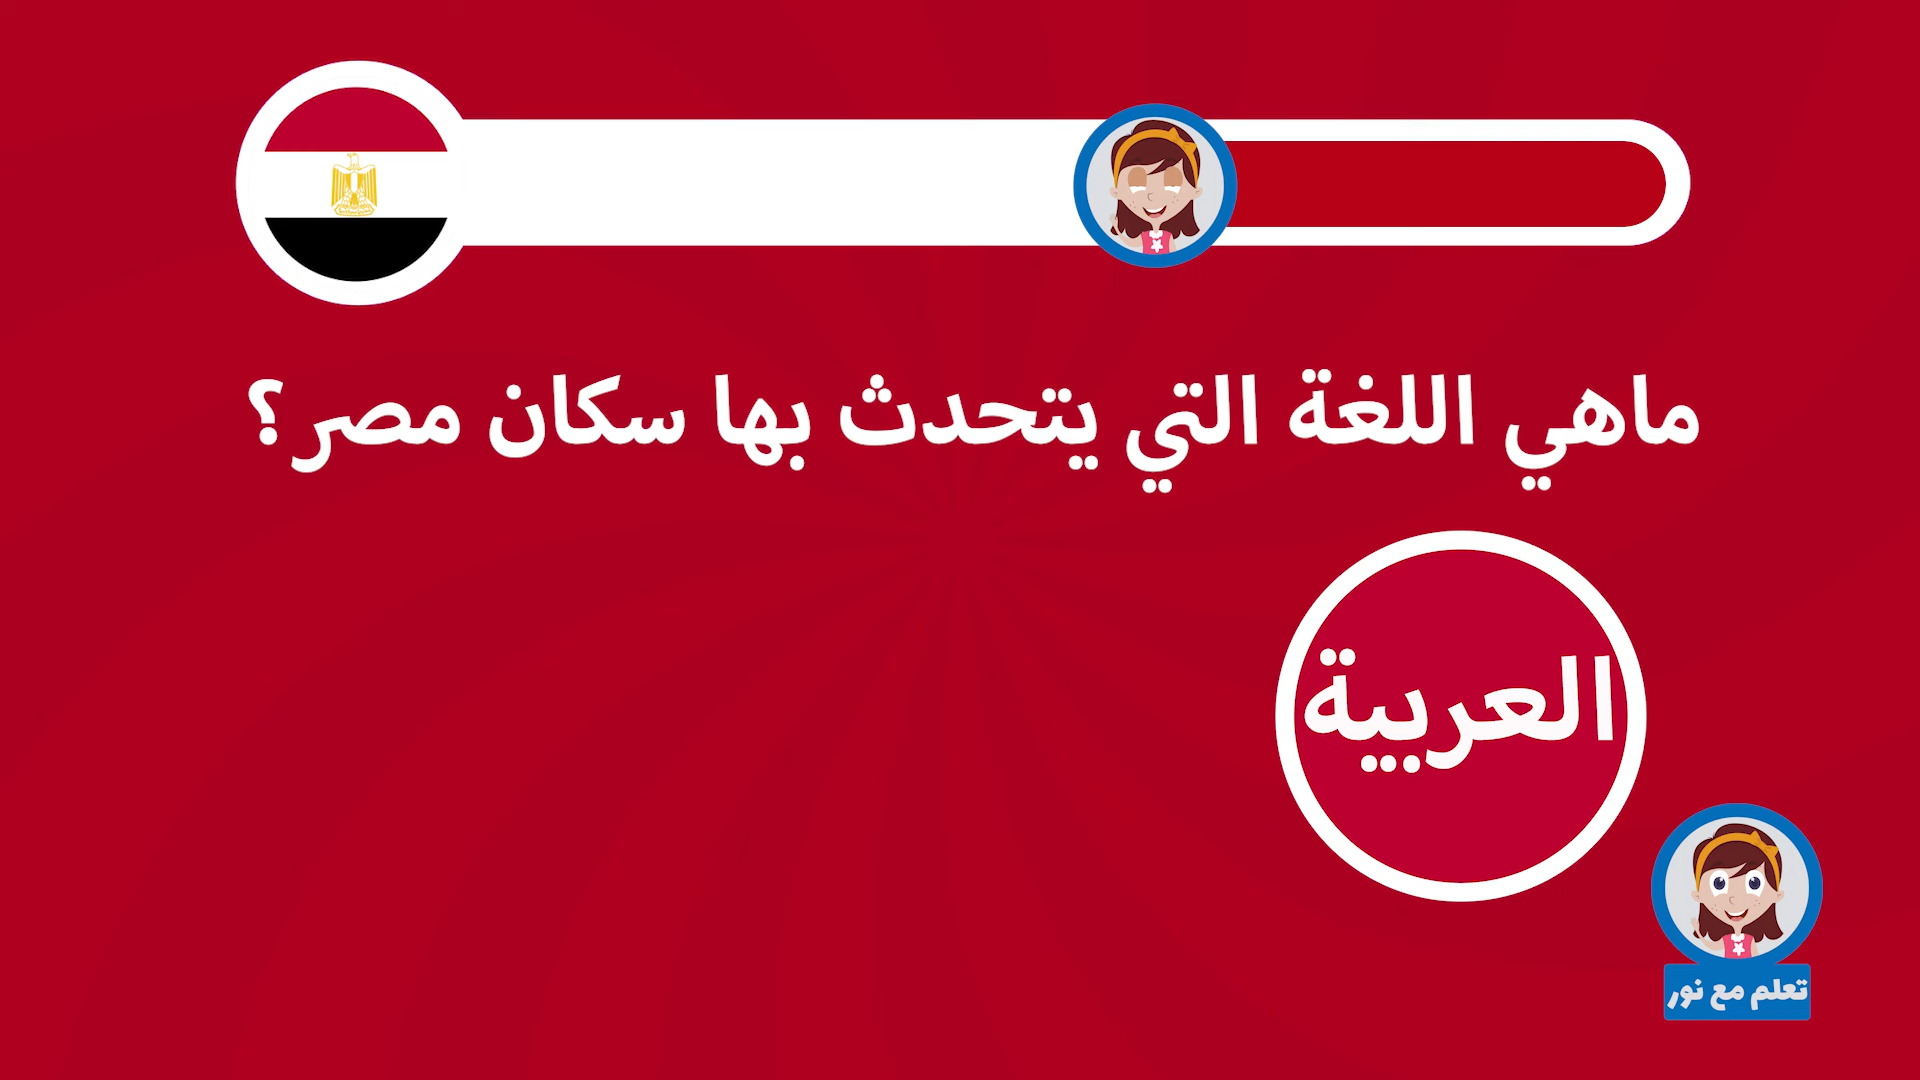 ماهي اللغة التي يتحدث بها سكان مصر؟
العربية
تعلم مع نور